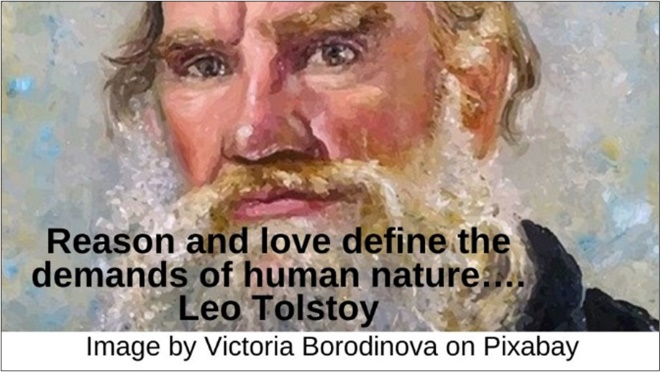 Reason and love define the
demands of human nature....
Leo Tolstoy
Image by Victoria Borodinova on Pixabay